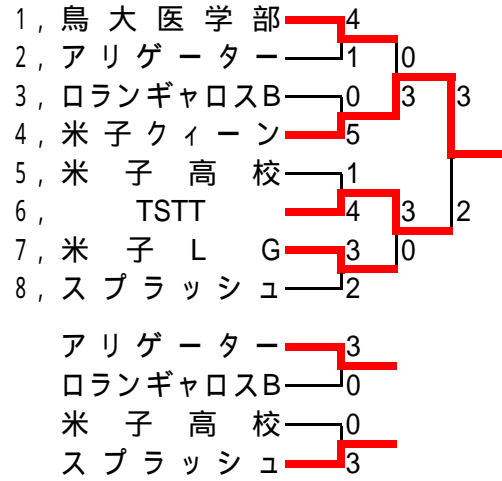 1, 鳥大医学部 4
2, アリゲーター 1 0
3, ロランギャロスB 0 3 3
4, 米子クィーン 5
5, 米子高校 1
6, TSTT 4 3 2
7, 米子LG 3 0
8, スプラッシュ 2
アリゲーター 3
ロランギャロスB 0
米子高校 0
スプラッシュ 3